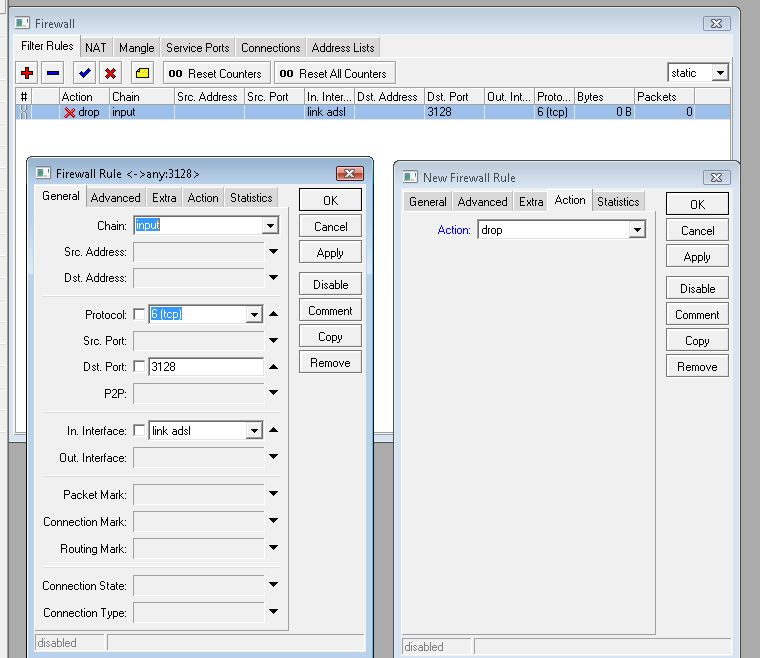 Firewall
Filter Rules NAT Mangle Service Ports Connections Address Lists
00 Reset Counters 00 Reset All Counters static
# Action Chain Src. Address Src. Port In. Inter... Dst. Address Dst. Port Out. Int... Proto... Bytes Packets
X drop input link adsl 3128 6 (tcp) 0 B 0
Firewall Rule <->any:3128>
General Advanced Extra Action Statistics
Chain: input
Src. Address:
Dst. Address:
Protocol: 6 (tcp)
Src. Port:
Dst. Port: 3128
P2P:
In. Interface: link adsl
Out. Interface:
Packet Mark:
Connection Mark:
Routing Mark:
Connection State:
Connection Type:
OK
Cancel
Apply
Disable
Comment
Copy
Remove
disabled
New Firewall Rule
General Advanced Extra Action Statistics
Action: drop
OK
Cancel
Apply
Disable
Comment
Copy
Remove
disabled